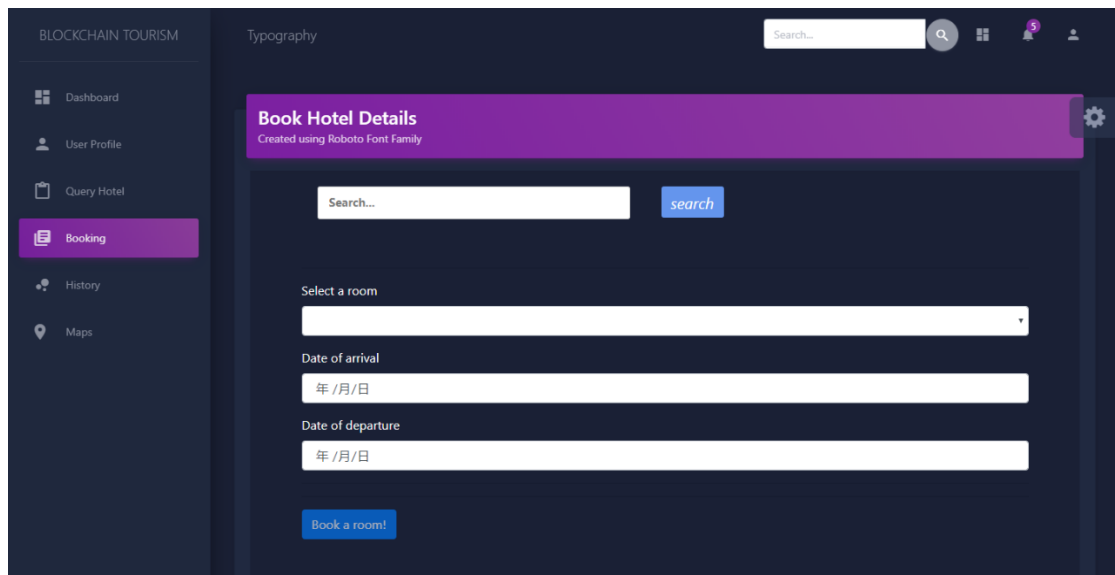 BLOCKCHAIN TOURISM
Typography
Search...
5
Dashboard
User Profile
Query Hotel
Booking
History
Maps
Book Hotel Details
Created using Roboto Font Family
Search...
search
Select a room
Date of arrival
年 /月/日
Date of departure
年 /月/日
Book a room!